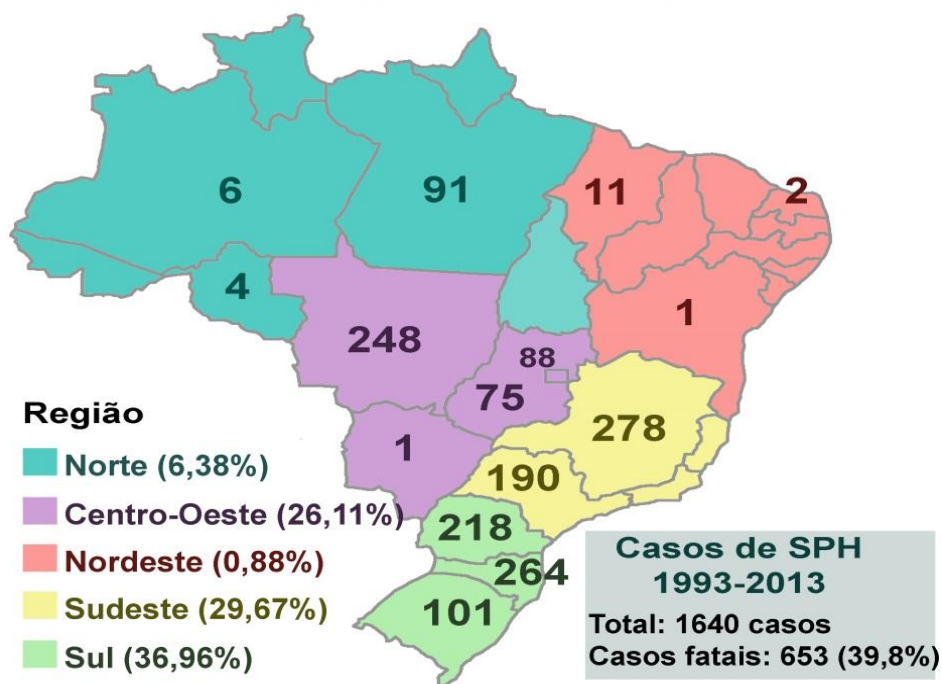 6
91
11
2
4
248
1
88
75
278
1
190
218
264
101
Região
Norte (6,38%)
Centro-Oeste (26,11%)
Nordeste (0,88%)
Sudeste (29,67%)
Sul (36,96%)
Casos de SPH
1993-2013
Total: 1640 casos
Casos fatais: 653 (39,8%)